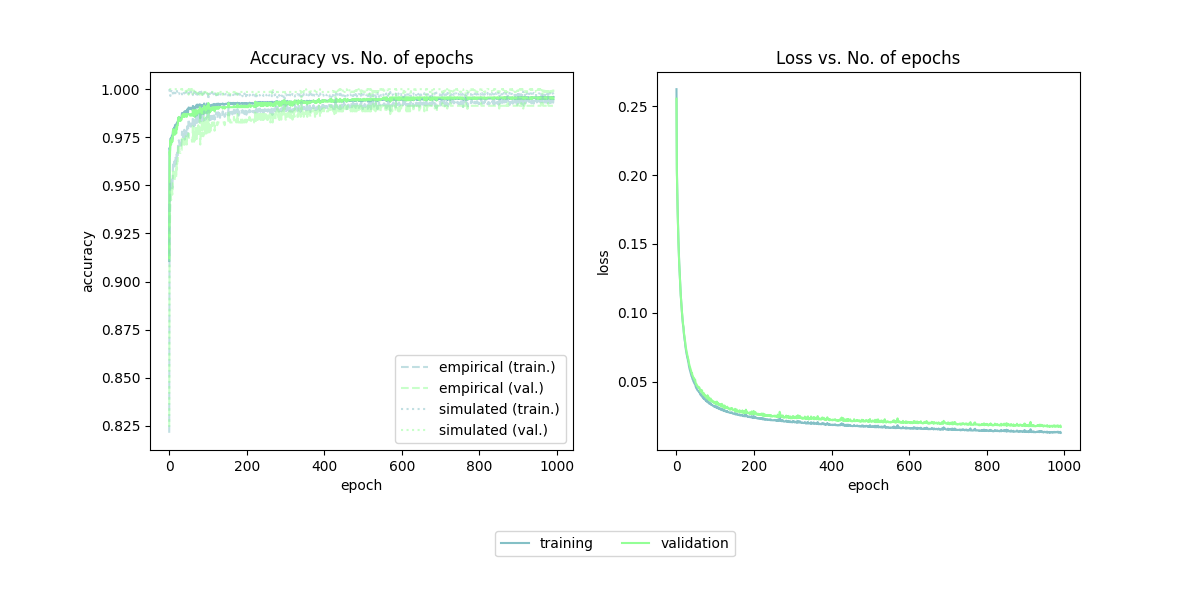 Accuracy vs. No. of epochs
1.000
0.975
0.950
0.925
0.900
0.875
0.850
0.825
accuracy
0 200 400 600 800 1000
epoch
empirical (train.)
empirical (val.)
simulated (train.)
simulated (val.)
Loss vs. No. of epochs
0.25
0.20
0.15
0.10
0.05
loss
0 200 400 600 800 1000
epoch
training validation